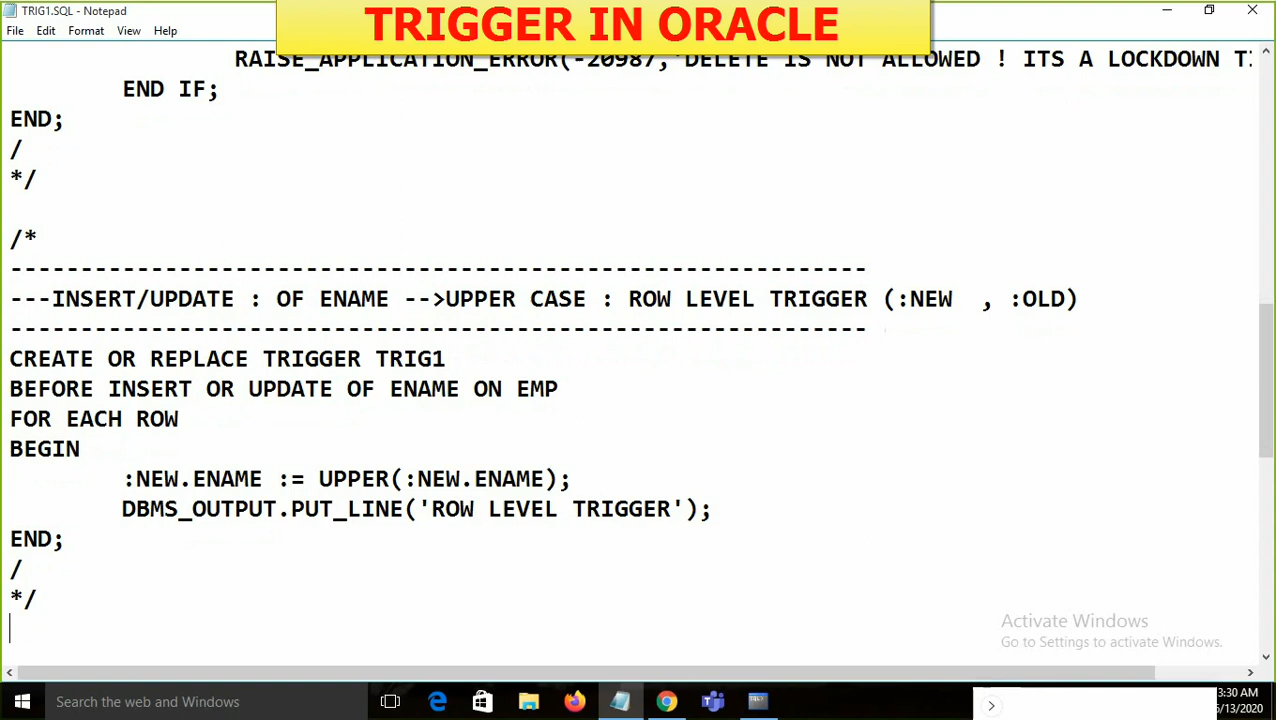 TRIG1.SQL - Notepad
TRIGGER IN ORACLE
File Edit Format View Help
RAISE_APPLICATION_ERROR(-20987,'DELETE IS NOT ALLOWED ! ITS A LOCKDOWN
END IF;
END;
/
*/
/*
-------------------------------------------------------------
---INSERT/UPDATE : OF ENAME -->UPPER CASE : ROW LEVEL TRIGGER (:NEW , :OLD)
-------------------------------------------------------------
CREATE OR REPLACE TRIGGER TRIG1
BEFORE INSERT OR UPDATE OF ENAME ON EMP
FOR EACH ROW
BEGIN
:NEW.ENAME := UPPER(:NEW.ENAME);
DBMS_OUTPUT.PUT_LINE('ROW LEVEL TRIGGER');
END;
/
*/
Activate Windows
Go to Settings to activate Windows.
Search the web and Windows
3:30 AM
/13/2020